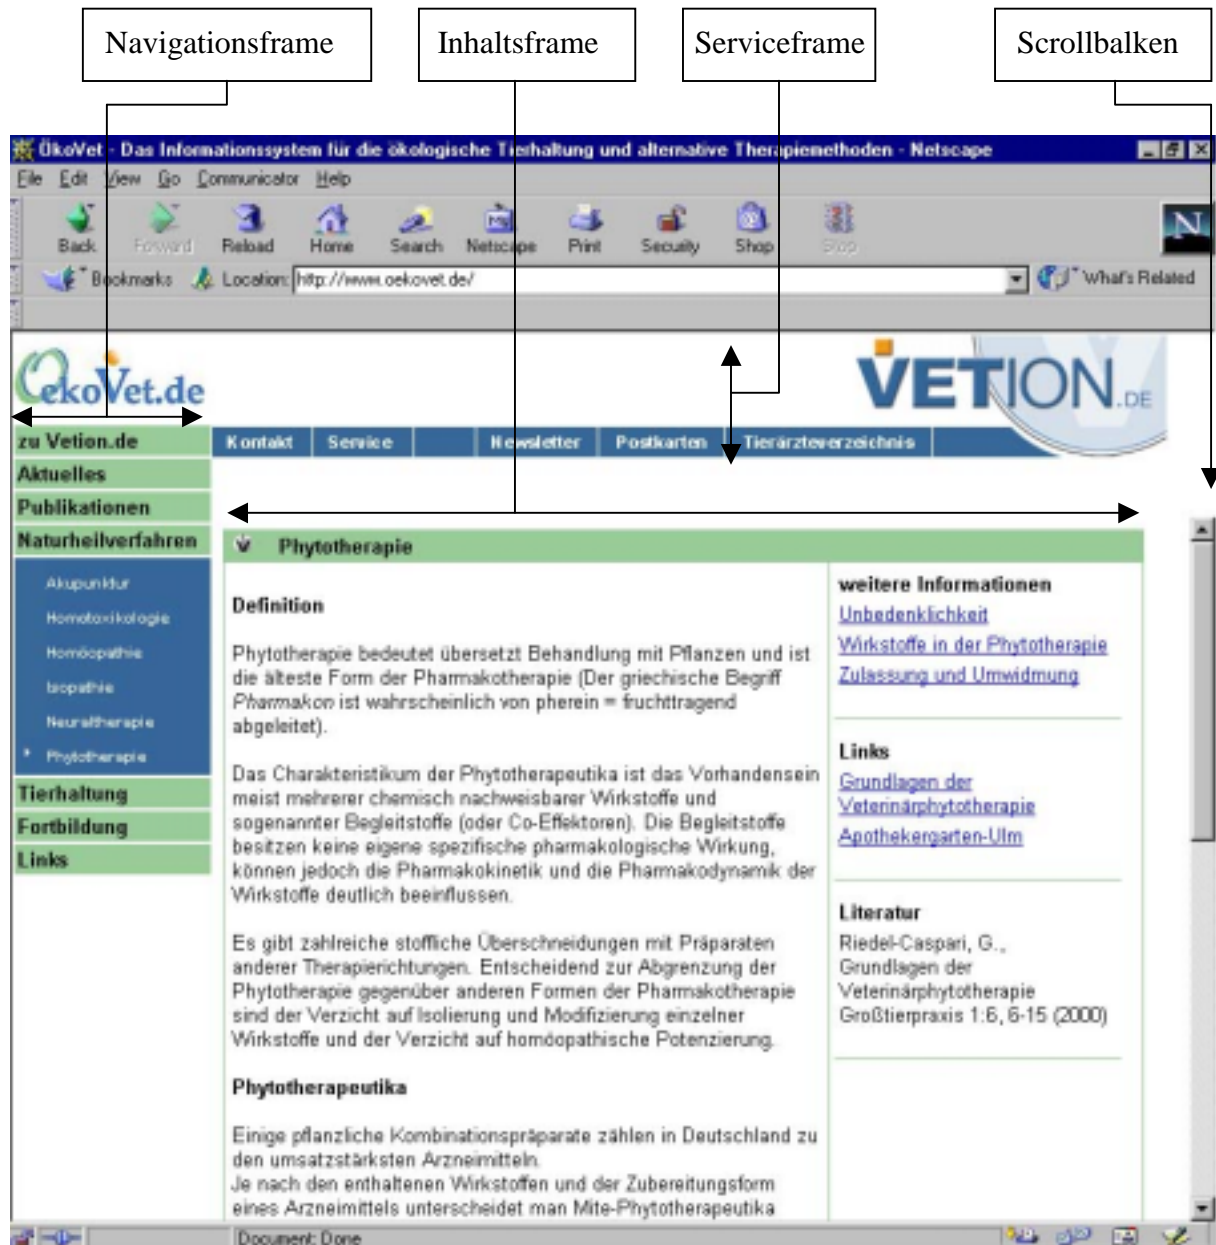 Navigationsframe
Inhaltsframe
Serviceframe
Scrollbalken
ÖkoVet - Das Informationssystem für die ökologische Tierhaltung und alternative Therapiemethoden - Netscape
File Edit View Go Communicator Help
Back Forward Reload Home Search Netscape Print Security Shop Stop
N
Bookmarks Location: http://www.oekovet.de/ What's Related
OekoVet.de
VETION.DE
zu Vetion.de
Aktuelles
Publikationen
Naturheilverfahren
Akupunktur
Homotoxikologie
Homöopathie
Isopathie
Neuraltherapie
Phytotherapie
Tierhaltung
Fortbildung
Links
Kontakt Service Newsletter Postkarten Tierärzteverzeichnis
Phytotherapie
Definition
Phytotherapie bedeutet übersetzt Behandlung mit Pflanzen und ist
die älteste Form der Pharmakotherapie (Der griechische Begriff
Pharmakon ist wahrscheinlich von pherein = fruchttragend
abgeleitet).
Das Charakteristikum der Phytotherapeutika ist das Vorhandensein
meist mehrerer chemisch nachweisbarer Wirkstoffe und
sogenannter Begleitstoffe (oder Co-Effektoren). Die Begleitstoffe
besitzen keine eigene spezifische pharmakologische Wirkung,
können jedoch die Pharmakokinetik und die Pharmakodynamik der
Wirkstoffe deutlich beeinflussen.
Es gibt zahlreiche stoffliche Überschneidungen mit Präparaten
anderer Therapierichtungen. Entscheidend zur Abgrenzung der
Phytotherapie gegenüber anderen Formen der Pharmakotherapie
sind der Verzicht auf Isolierung und Modifizierung einzelner
Wirkstoffe und der Verzicht auf homöopathische Potenzierung.
Phytotherapeutika
Einige pflanzliche Kombinationspräparate zählen in Deutschland zu
den umsatzstärksten Arzneimitteln.
Je nach den enthaltenen Wirkstoffen und der Zubereitungsform
eines Arzneimittels unterscheidet man Mite-Phytotherapeutika
weitere Informationen
Unbedenklichkeit
Wirkstoffe in der Phytotherapie
Zulassung und Umwidmung
Links
Grundlagen der
Veterinärphytotherapie
Apothekergarten-Ulm
Literatur
Riedel-Caspari, G.,
Grundlagen der
Veterinärphytotherapie
Großtierpraxis 1:6, 6-15 (2000)
Document: Done